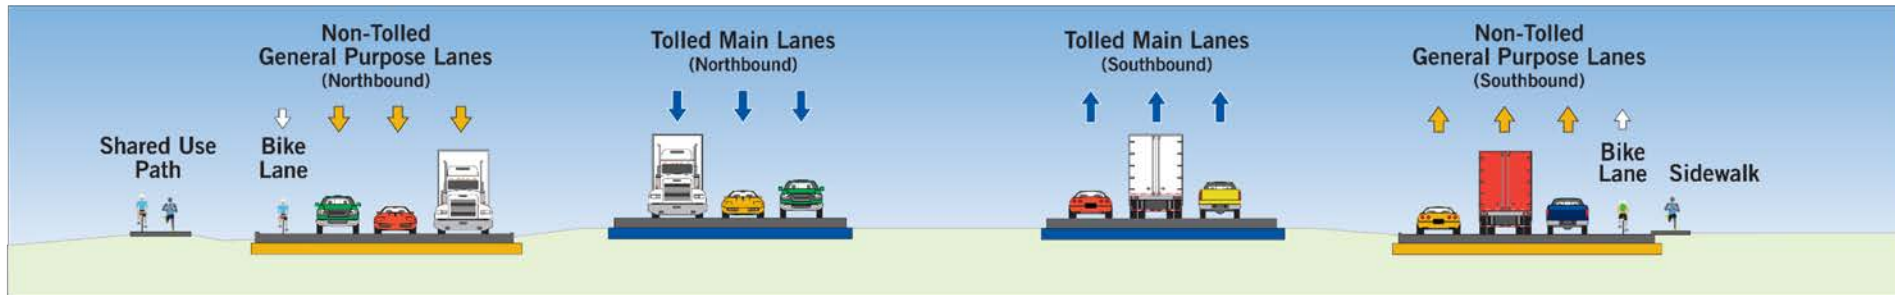 Non-Tolled
General Purpose Lanes
(Northbound)
Tolled Main Lanes
(Northbound)
Tolled Main Lanes
(Southbound)
Non-Tolled
General Purpose Lanes
(Southbound)
Shared Use
Path
Bike
Lane
Bike
Lane
Sidewalk